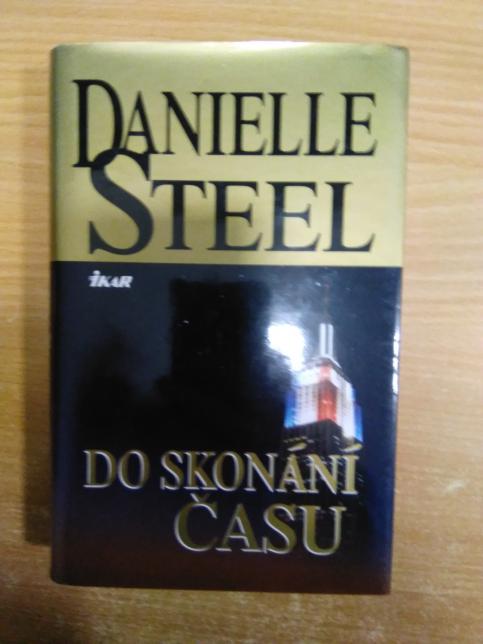 DANIELLE
STEEL
IKAR
DO SKONÁNÍ
ČASU